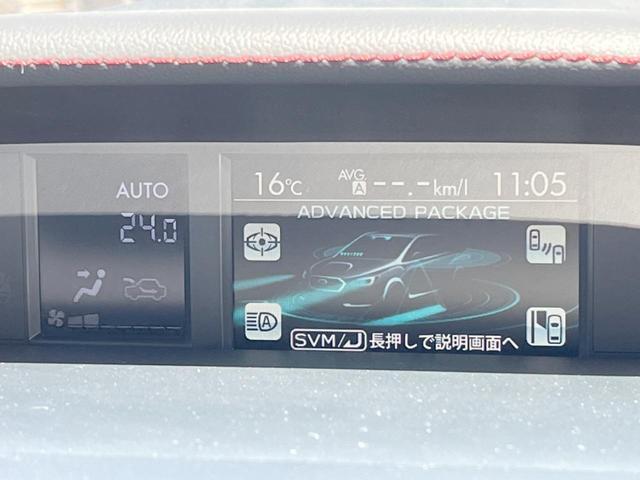 AUTO
24.0
16℃ AVG. A --.-km/l 11:05
ADVANCED PACKAGE
A
SVM/ 長押しで説明画面へ